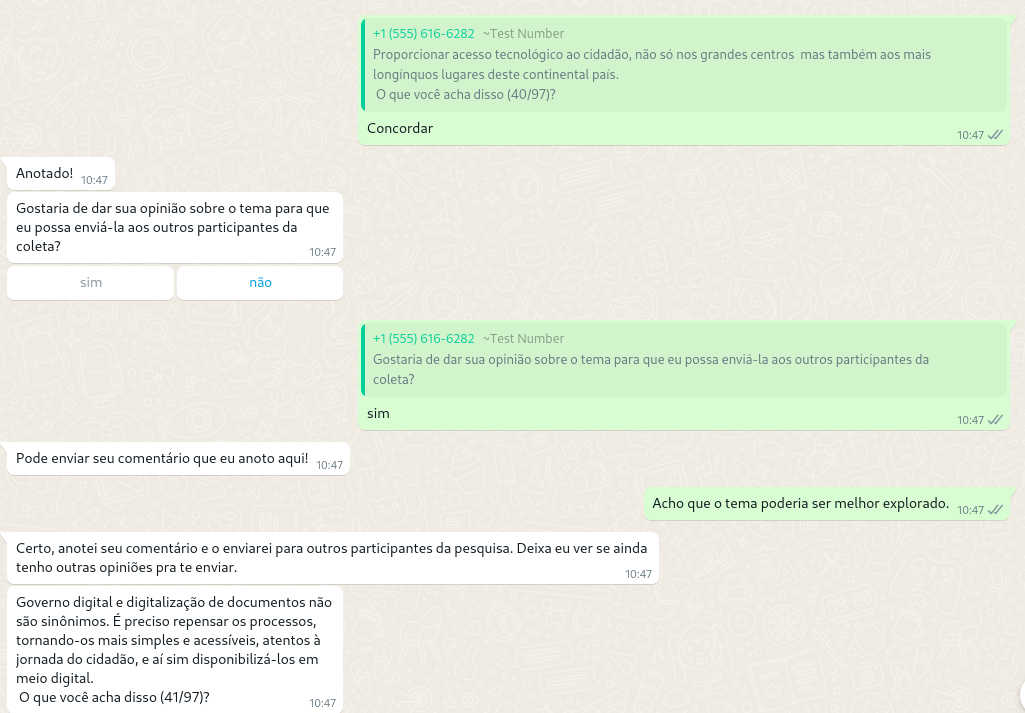 +1 (555) 616-6282 ~Test Number
Proporcionar acesso tecnológico ao cidadão, não só nos grandes centros  mas também aos mais
longínquos lugares deste continental país.
O que você acha disso (40/97)?
Concordar
10:47
Anotado!
10:47
Gostaria de dar sua opinião sobre o tema para que
eu possa enviá-la aos outros participantes da
coleta?
10:47
sim
não
+1 (555) 616-6282 ~Test Number
Gostaria de dar sua opinião sobre o tema para que eu possa enviá-la aos outros participantes da
coleta?
sim
10:47
Pode enviar seu comentário que eu anoto aqui!
10:47
Acho que o tema poderia ser melhor explorado.
10:47
Certo, anotei seu comentário e o enviarei para outros participantes da pesquisa. Deixa eu ver se ainda
tenho outras opiniões pra te enviar.
10:47
Governo digital e digitalização de documentos não
são sinônimos. É preciso repensar os processos,
tornando-os mais simples e acessíveis, atentos à
jornada do cidadão, e aí sim disponibilizá-los em
meio digital.
O que você acha disso (41/97)?
10:47